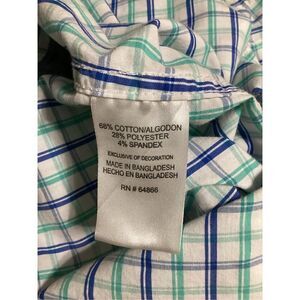 68% COTTON/ALGODON
28% POLYESTER
4% SPANDEX
EXCLUSIVE OF DECORATION
MADE IN BANGLADESH
HECHO EN BANGLADESH
RN # 64866